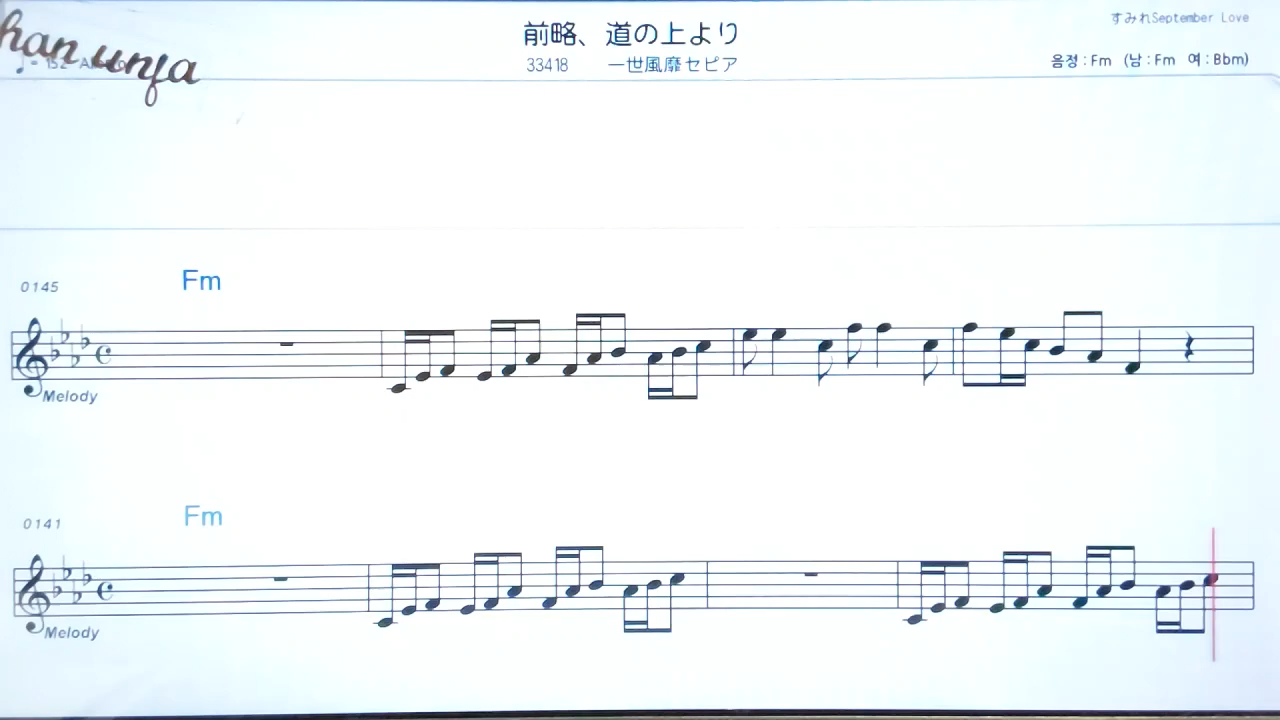 han unfa
前略、道の上より
すみれSeptember Love
33418 一世風靡セピア
음정 : Fm (남 : Fm 여 : Bbm)
0145 Fm
Melody
0141 Fm
Melody